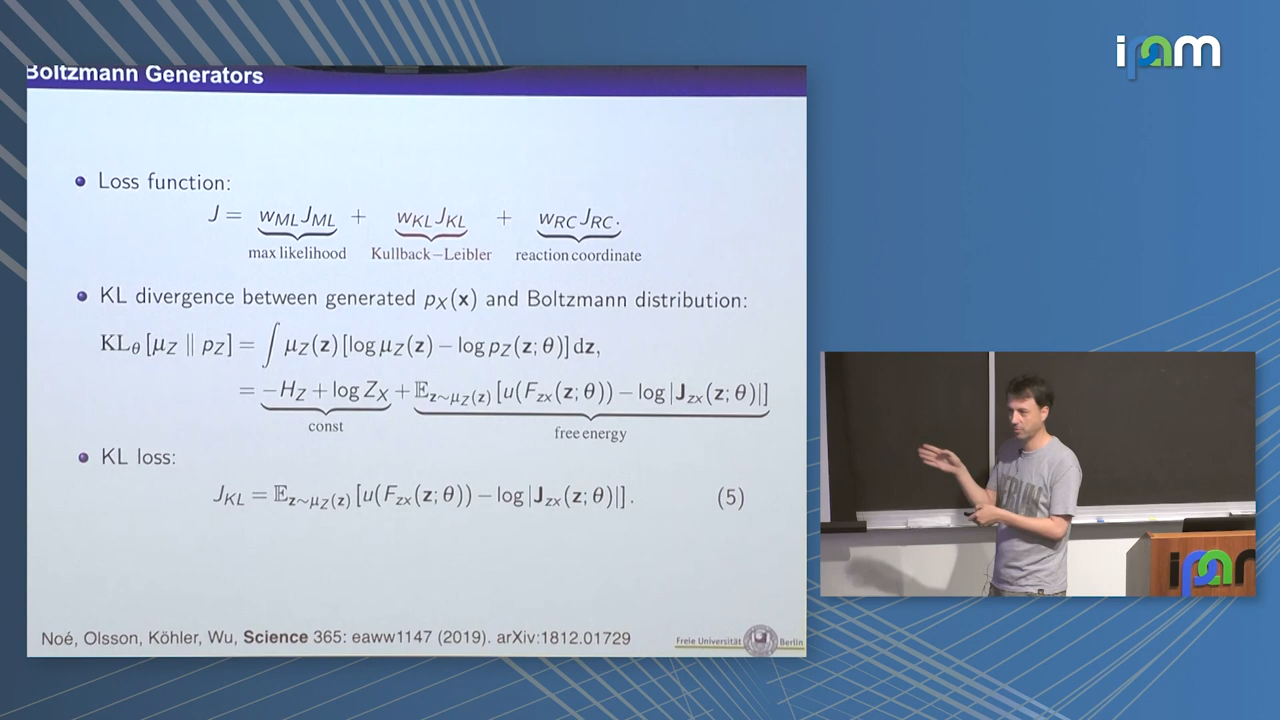 ipam
Boltzmann Generators
Loss function:
J = w_{ML}J_{ML} + w_{KL}J_{KL} + w_{RC}J_{RC}.
max likelihood Kullback–Leibler reaction coordinate
KL divergence between generated p_X(x) and Boltzmann distribution:
KL_θ [μ_Z ∥ p_Z] = ∫ μ_Z(z) [log μ_Z(z) − log p_Z(z; θ)] dz,
= −H_Z + log Z_X + 𝔼_{z∼μ_Z(z)} [u(F_{zx}(z; θ)) − log |J_{zx}(z; θ)|]
const free energy
KL loss:
J_{KL} = 𝔼_{z∼μ_Z(z)} [u(F_{zx}(z; θ)) − log |J_{zx}(z; θ)|] . (5)
Noé, Olsson, Köhler, Wu, Science 365: eaww1147 (2019). arXiv:1812.01729
Freie Universität Berlin
BERLIN
ipam